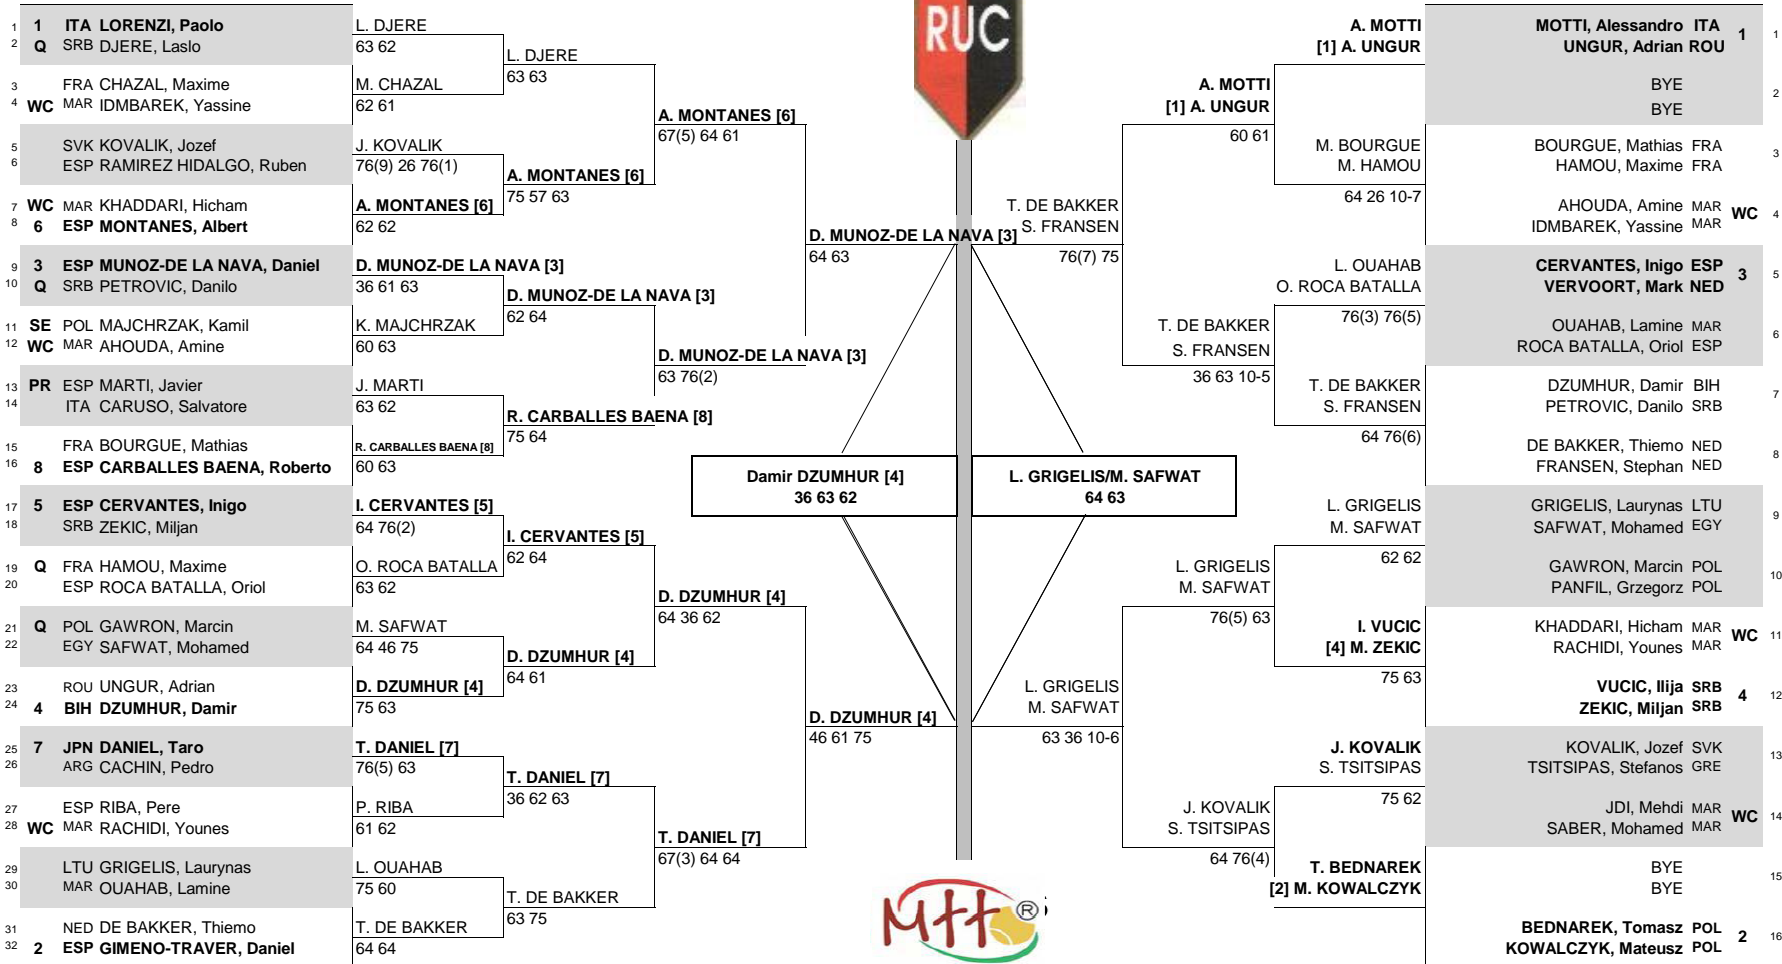 RUC
1 1 ITA LORENZI, Paolo
2 Q SRB DJERE, Laslo
3 FRA CHAZAL, Maxime
4 WC MAR IDMBAREK, Yassine
5 SVK KOVALIK, Jozef
6 ESP RAMIREZ HIDALGO, Ruben
7 WC MAR KHADDARI, Hicham
8 6 ESP MONTANES, Albert
9 3 ESP MUNOZ-DE LA NAVA, Daniel
10 Q SRB PETROVIC, Danilo
11 SE POL MAJCHRZAK, Kamil
12 WC MAR AHOUDA, Amine
13 PR ESP MARTI, Javier
14 ITA CARUSO, Salvatore
15 FRA BOURGUE, Mathias
16 8 ESP CARBALLES BAENA, Roberto
17 5 ESP CERVANTES, Inigo
18 SRB ZEKIC, Miljan
19 Q FRA HAMOU, Maxime
20 ESP ROCA BATALLA, Oriol
21 Q POL GAWRON, Marcin
22 EGY SAFWAT, Mohamed
23 ROU UNGUR, Adrian
24 4 BIH DZUMHUR, Damir
25 7 JPN DANIEL, Taro
26 ARG CACHIN, Pedro
27 ESP RIBA, Pere
28 WC MAR RACHIDI, Younes
29 LTU GRIGELIS, Laurynas
30 MAR OUAHAB, Lamine
31 NED DE BAKKER, Thiemo
32 2 ESP GIMENO-TRAVER, Daniel
L. DJERE
63 62
M. CHAZAL
62 61
J. KOVALIK
76(9) 26 76(1)
A. MONTANES [6]
62 62
D. MUNOZ-DE LA NAVA [3]
36 61 63
K. MAJCHRZAK
60 63
J. MARTI
63 62
R. CARBALLES BAENA [8]
60 63
I. CERVANTES [5]
64 76(2)
O. ROCA BATALLA
63 62
M. SAFWAT
64 46 75
D. DZUMHUR [4]
75 63
T. DANIEL [7]
76(5) 63
P. RIBA
61 62
L. OUAHAB
75 60
T. DE BAKKER
64 64
L. DJERE
63 63
A. MONTANES [6]
75 57 63
D. MUNOZ-DE LA NAVA [3]
62 64
R. CARBALLES BAENA [8]
75 64
I. CERVANTES [5]
62 64
D. DZUMHUR [4]
64 61
T. DANIEL [7]
36 62 63
T. DE BAKKER
63 75
A. MONTANES [6]
67(5) 64 61
D. MUNOZ-DE LA NAVA [3]
63 76(2)
D. DZUMHUR [4]
64 36 62
T. DANIEL [7]
67(3) 64 64
D. MUNOZ-DE LA NAVA [3]
64 63
D. DZUMHUR [4]
46 61 75
Damir DZUMHUR [4]
36 63 62
L. GRIGELIS/M. SAFWAT
64 63
T. DE BAKKER
S. FRANSEN
76(7) 75
L. GRIGELIS
M. SAFWAT
63 36 10-6
A. MOTTI
[1] A. UNGUR
60 61
T. DE BAKKER
S. FRANSEN
36 63 10-5
L. GRIGELIS
M. SAFWAT
76(5) 63
J. KOVALIK
S. TSITSIPAS
64 76(4)
A. MOTTI
[1] A. UNGUR
M. BOURGUE
M. HAMOU
64 26 10-7
L. OUAHAB
O. ROCA BATALLA
76(3) 76(5)
T. DE BAKKER
S. FRANSEN
64 76(6)
L. GRIGELIS
M. SAFWAT
62 62
I. VUCIC
[4] M. ZEKIC
75 63
J. KOVALIK
S. TSITSIPAS
75 62
T. BEDNAREK
[2] M. KOWALCZYK
MOTTI, Alessandro ITA
UNGUR, Adrian ROU
1 1
BYE
BYE
2
BOURGUE, Mathias FRA
HAMOU, Maxime FRA
3
AHOUDA, Amine MAR
IDMBAREK, Yassine MAR
WC 4
CERVANTES, Inigo ESP
VERVOORT, Mark NED
3 5
OUAHAB, Lamine MAR
ROCA BATALLA, Oriol ESP
6
DZUMHUR, Damir BIH
PETROVIC, Danilo SRB
7
DE BAKKER, Thiemo NED
FRANSEN, Stephan NED
8
GRIGELIS, Laurynas LTU
SAFWAT, Mohamed EGY
9
GAWRON, Marcin POL
PANFIL, Grzegorz POL
10
KHADDARI, Hicham MAR
RACHIDI, Younes MAR
WC 11
VUCIC, Ilija SRB
ZEKIC, Miljan SRB
4 12
KOVALIK, Jozef SVK
TSITSIPAS, Stefanos GRE
13
JDI, Mehdi MAR
SABER, Mohamed MAR
WC 14
BYE
BYE
15
BEDNAREK, Tomasz POL
KOWALCZYK, Mateusz POL
2 16
Mtt ®